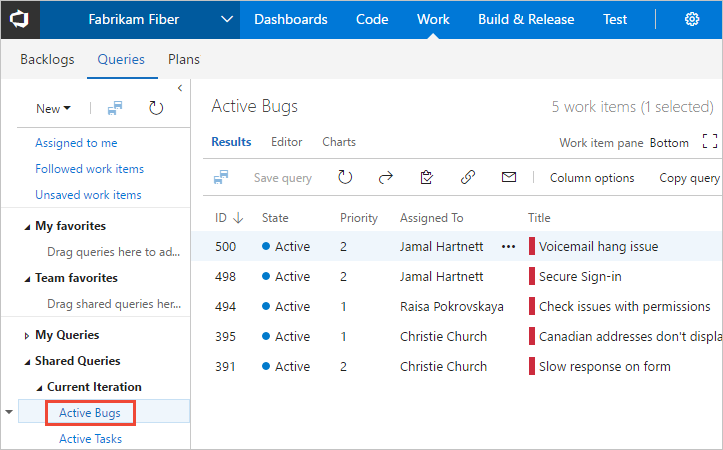 Fabrikam Fiber Dashboards Code Work Build & Release Test
Backlogs Queries Plans
New
Assigned to me
Followed work items
Unsaved work items
My favorites
Drag queries here to ad...
Team favorites
Drag shared queries her...
My Queries
Shared Queries
Current Iteration
Active Bugs
Active Tasks
Active Bugs 5 work items (1 selected)
Results Editor Charts Work item pane Bottom
Save query Column options Copy query
ID State Priority Assigned To Title
500 Active 2 Jamal Hartnett ••• Voicemail hang issue
498 Active 2 Jamal Hartnett Secure Sign-in
494 Active 1 Raisa Pokrovskaya Check issues with permissions
395 Active 1 Christie Church Canadian addresses don't displa
391 Active 2 Christie Church Slow response on form